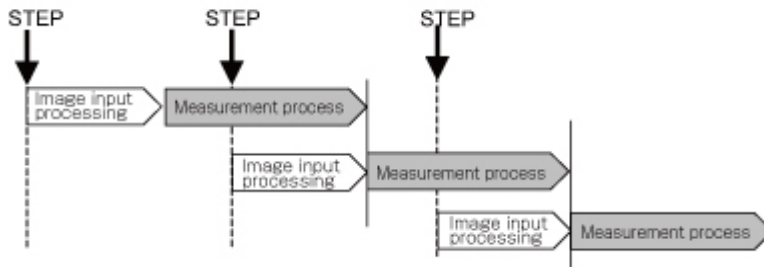 STEP
STEP
STEP
Image input
processing
Measurement process
Image input
processing
Measurement process
Image input
processing
Measurement process